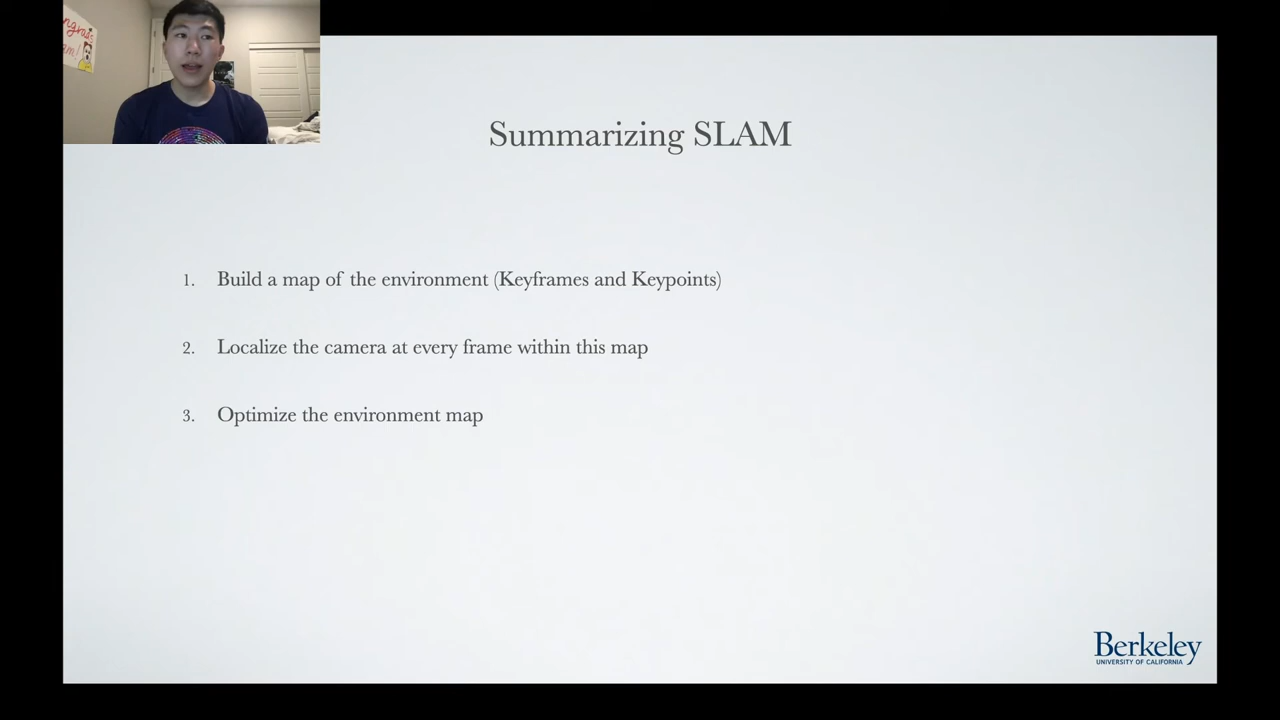 Summarizing SLAM
1. Build a map of the environment (Keyframes and Keypoints)
2. Localize the camera at every frame within this map
3. Optimize the environment map
Berkeley
UNIVERSITY OF CALIFORNIA